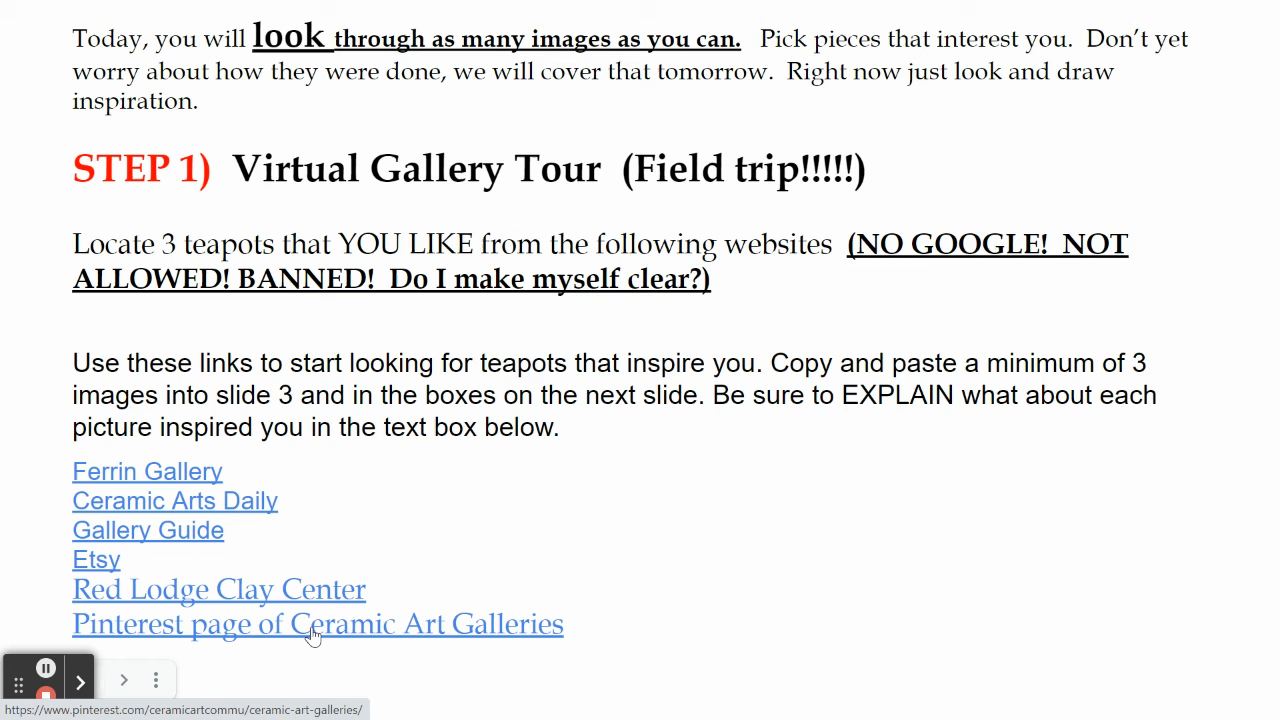 Today, you will look through as many images as you can.   Pick pieces that interest you.  Don’t yet
worry about how they were done, we will cover that tomorrow.  Right now just look and draw
inspiration.
STEP 1)  Virtual Gallery Tour  (Field trip!!!!!)
Locate 3 teapots that YOU LIKE from the following websites  (NO GOOGLE!  NOT
ALLOWED! BANNED!  Do I make myself clear?)
Use these links to start looking for teapots that inspire you. Copy and paste a minimum of 3
images into slide 3 and in the boxes on the next slide. Be sure to EXPLAIN what about each
picture inspired you in the text box below.
Ferrin Gallery
Ceramic Arts Daily
Gallery Guide
Etsy
Red Lodge Clay Center
Pinterest page of Ceramic Art Galleries
https://www.pinterest.com/ceramicartcommu/ceramic-art-galleries/